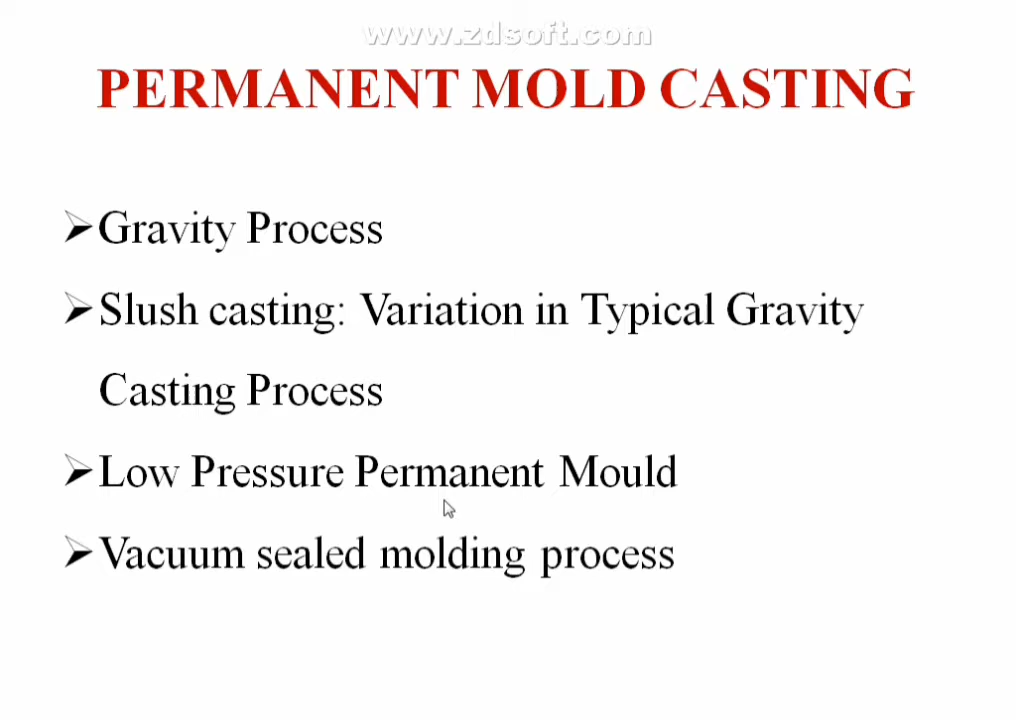 www.zdsoft.com
PERMANENT MOLD CASTING
➢Gravity Process
➢Slush casting: Variation in Typical Gravity
Casting Process
➢Low Pressure Permanent Mould
➢Vacuum sealed molding process